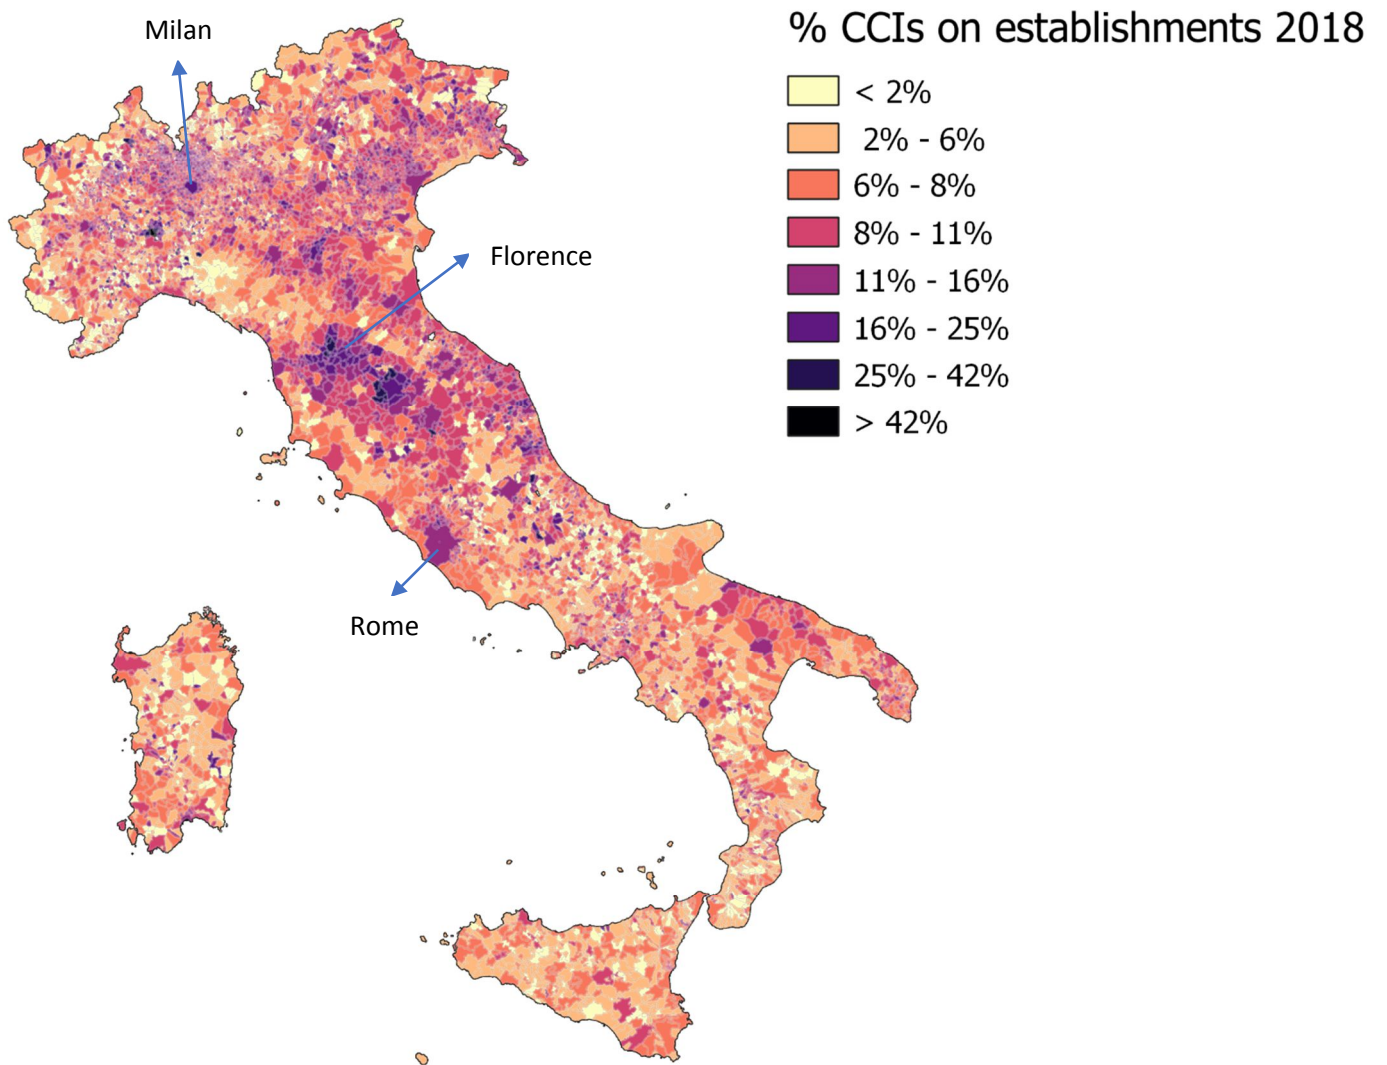 % CCIs on establishments 2018
Milan
< 2%
2% - 6%
6% - 8%
8% - 11%
Florence
11% - 16%
16% - 25%
25% - 42%
> 42%
Rome